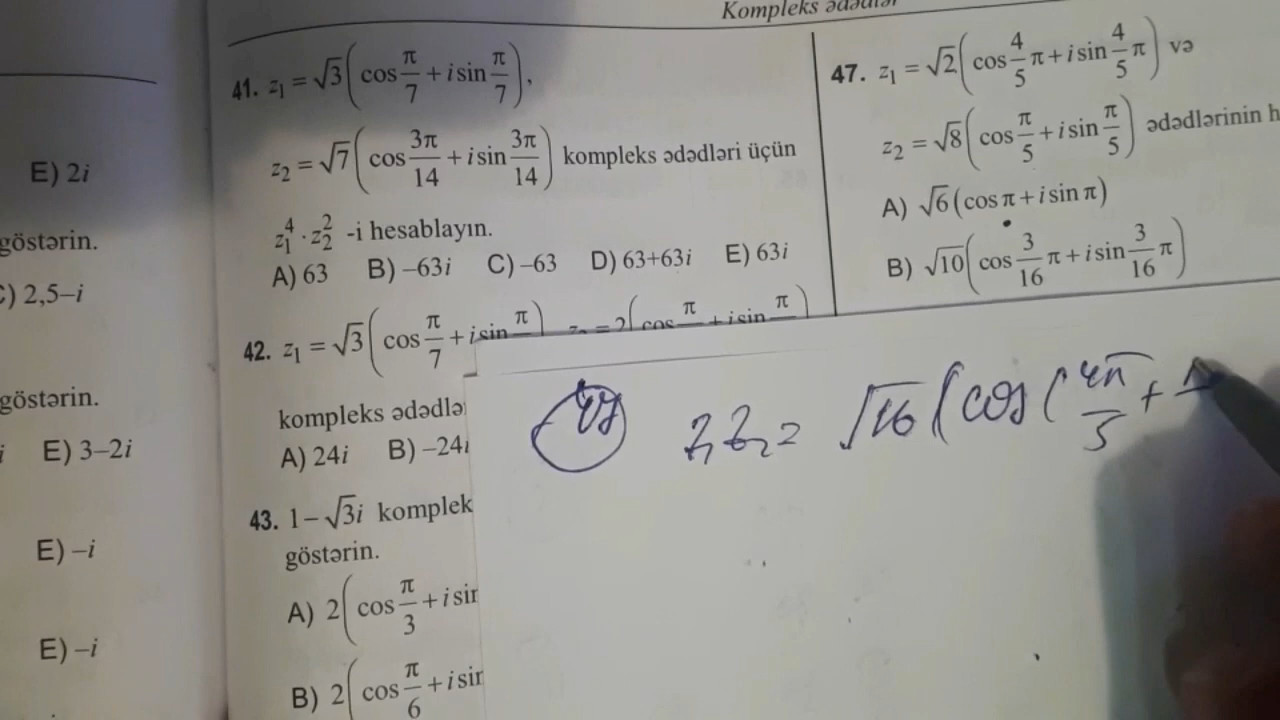 Kompleks ədədlər
E) 2i
göstərin.
C) 2,5–i
göstərin.
E) 3–2i
E) –i
E) –i
41. z₁ = √3(cos π/7 + i sin π/7),
z₂ = √7(cos 3π/14 + i sin 3π/14) kompleks ədədləri üçün
z₁⁴ · z₂² -i hesablayın.
A) 63 B) –63i C) –63 D) 63+63i E) 63i
42. z₁ = √3(cos π/7 + i sin π z₂ = 2(cos π + i sin π)
kompleks ədədlə
A) 24i B) –24i
43. 1–√3i komplek
göstərin.
A) 2(cos π/3 + i sin
B) 2(cos π/6 + i sin
47. z₁ = √2(cos 4/5 π + i sin 4/5 π) və
z₂ = √8(cos π/5 + i sin π/5) ədədlərinin h
A) √6(cos π + i sin π)
B) √10(cos 3/16 π + i sin 3/16 π)
47
z₁z₂ = √16(cos(4π/5 +